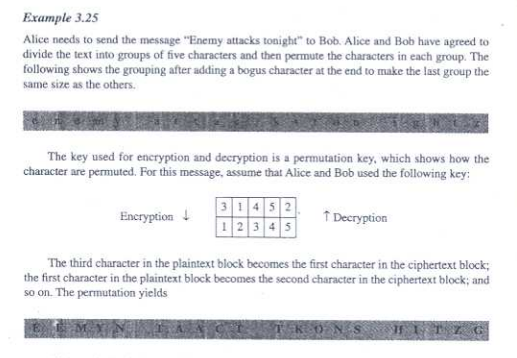 Example 3.25
Alice needs to send the message "Enemy attacks tonight" to Bob. Alice and Bob have agreed to
divide the text into groups of five characters and then permute the characters in each group. The
following shows the grouping after adding a bogus character at the end to make the last group the
same size as the others.
The key used for encryption and decryption is a permutation key, which shows how the
character are permuted. For this message, assume that Alice and Bob used the following key:
3 1 4 5 2
Encryption ↓ ↑ Decryption
1 2 3 4 5
The third character in the plaintext block becomes the first character in the ciphertext block;
the first character in the plaintext block becomes the second character in the ciphertext block; and
so on. The permutation yields
E E M Y N T A A C T T K O N S H I T Z G